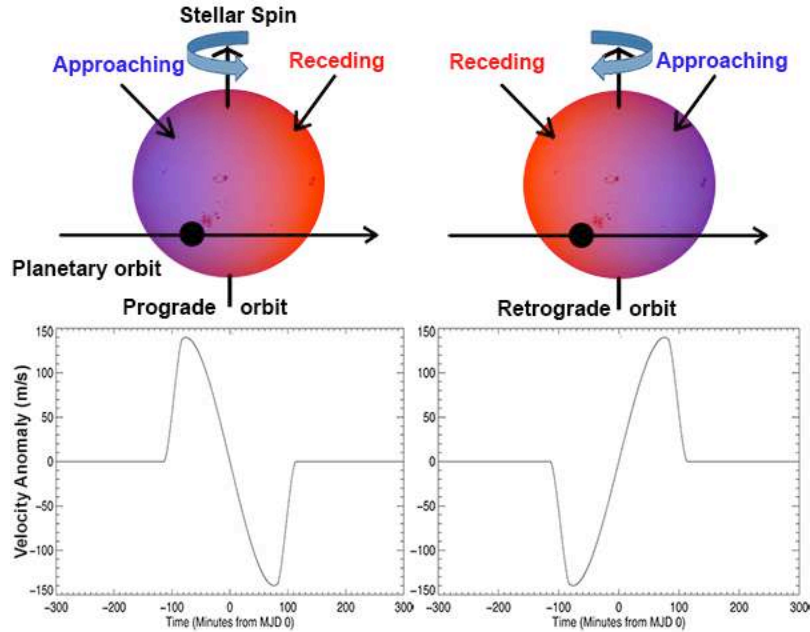 Stellar Spin
Approaching
Receding
Receding
Approaching
Planetary orbit
Prograde orbit
Retrograde orbit
Velocity Anomaly (m/s)
150
100
50
0
-50
-100
-150
-300 -200 -100 0 100 200 300
Time (Minutes from MJD 0)
150
100
50
0
-50
-100
-150
-300 -200 -100 0 100 200 300
Time (Minutes from MJD 0)